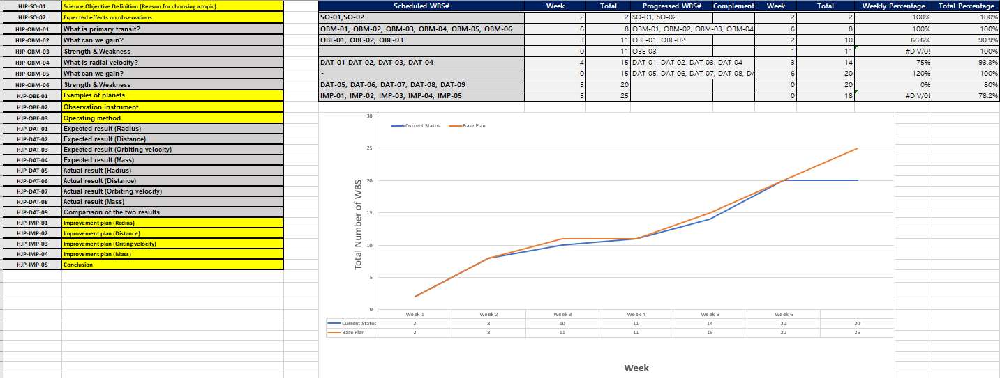 HJP-SO-01 Science Objective Definition (Reason for choosing a topic)
HJP-SO-02 Expected effects on observations
HJP-OBM-01 What is primary transit?
HJP-OBM-02 What can we gain?
HJP-OBM-03 Strength & Weakness
HJP-OBM-04 What is radial velocity?
HJP-OBM-05 What can we gain?
HJP-OBM-06 Strength & Weakness
HJP-OBE-01 Examples of planets
HJP-OBE-02 Observation instrument
HJP-OBE-03 Operating method
HJP-DAT-01 Expected result (Radius)
HJP-DAT-02 Expected result (Distance)
HJP-DAT-03 Expected result (Orbiting velocity)
HJP-DAT-04 Expected result (Mass)
HJP-DAT-05 Actual result (Radius)
HJP-DAT-06 Actual result (Distance)
HJP-DAT-07 Actual result (Orbiting velocity)
HJP-DAT-08 Actual result (Mass)
HJP-DAT-09 Comparison of the two results
HJP-IMP-01 Improvement plan (Radius)
HJP-IMP-02 Improvement plan (Distance)
HJP-IMP-03 Improvement plan (Oriting velocity)
HJP-IMP-04 Improvement plan (Mass)
HJP-IMP-05 Conclusion
Scheduled WBS# Week Total Progressed WBS# Complement Week Total Weekly Percentage Total Percentage
SO-01,SO-02 2 2 SO-01, SO-02 2 2 100% 100%
OBM-01, OBM-02, OBM-03, OBM-04, OBM-05, OBM-06 6 8 OBM-01, OBM-02, OBM-03, OBM-04, 6 8 100% 100%
OBE-01, OBE-02, OBE-03 3 11 OBE-01, OBE-02 2 10 66.6% 90.9%
- 0 11 OBE-03 1 11 #DIV/0! 100%
DAT-01 DAT-02, DAT-03, DAT-04 4 15 DAT-01, DAT-02, DAT-03, DAT-04 3 14 75% 93.3%
- 0 15 DAT-05, DAT-06, DAT-07, DAT-08, DA 6 20 120% 100%
DAT-05, DAT-06, DAT-07, DAT-08, DAT-09 5 20 0 20 0% 80%
IMP-01, IMP-02, IMP-03, IMP-04, IMP-05 5 25 0 18 #DIV/0! 78.2%
Current Status Base Plan
30
25
20
15
10
5
0
Total Number of WBS
Week 1 Week 2 Week 3 Week 4 Week 5 Week 6
Current Status 2 8 10 11 14 20 20
Base Plan 2 8 11 11 15 20 25
Week